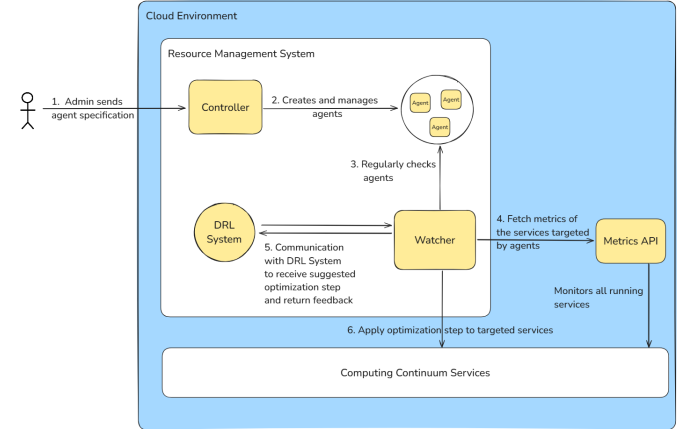 Cloud Environment
Resource Management System
1. Admin sends
agent specification
Controller
2. Creates and manages
agents
Agent
Agent
Agent
3. Regularly checks
agents
DRL
System
Watcher
4. Fetch metrics of
the services targeted
by agents
Metrics API
5. Communication
with DRL System
to receive suggested
optimization step
and return feedback
Monitors all running
services
6. Apply optimization step to targeted services
Computing Continuum Services